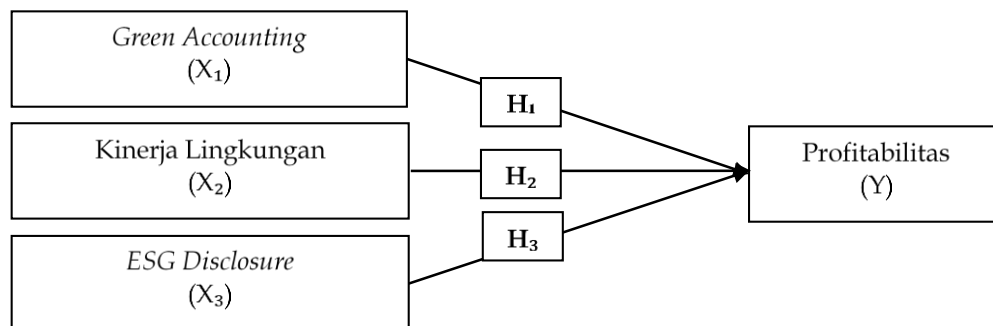 Green Accounting
(X₁)
H₁
Kinerja Lingkungan
(X₂)
H₂
Profitabilitas
(Y)
ESG Disclosure
(X₃)
H₃